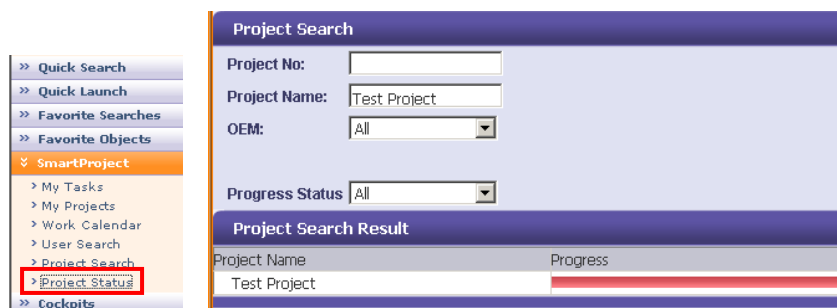 » Quick Search
» Quick Launch
» Favorite Searches
» Favorite Objects
SmartProject
> My Tasks
> My Projects
> Work Calendar
> User Search
> Project Search
> Project Status
» Cockpits
Project Search
Project No:
Project Name: Test Project
OEM: All
Progress Status All
Project Search Result
Project Name Progress
Test Project